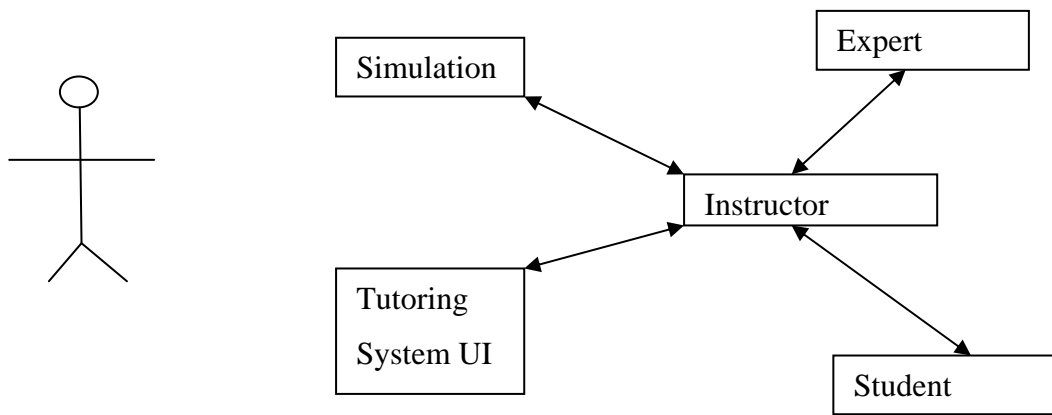 Expert
Simulation
Instructor
Tutoring
System UI
Student